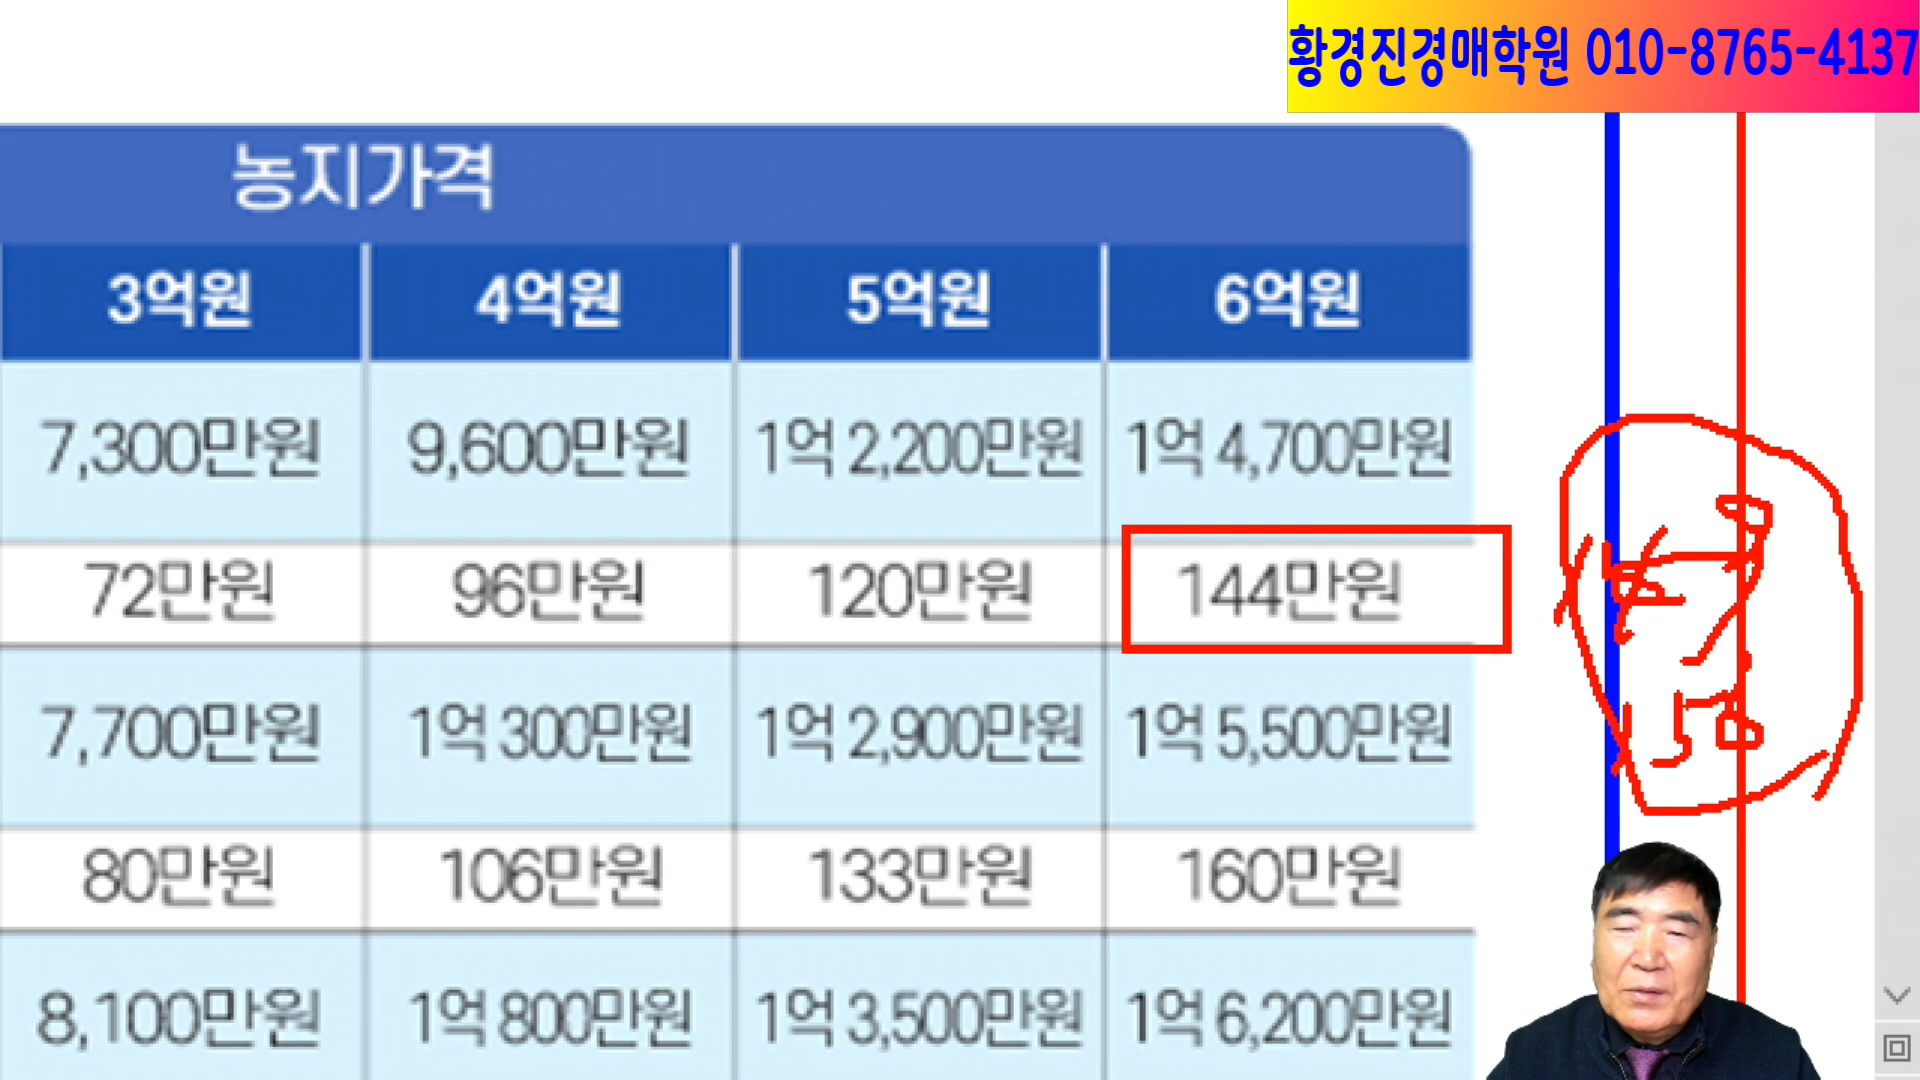 황경진경매학원 010-8765-4137
농지가격
3억원 4억원 5억원 6억원
7,300만원 9,600만원 1억 2,200만원 1억 4,700만원
72만원 96만원 120만원 144만원
7,700만원 1억 300만원 1억 2,900만원 1억 5,500만원
80만원 106만원 133만원 160만원
8,100만원 1억 800만원 1억 3,500만원 1억 6,200만원